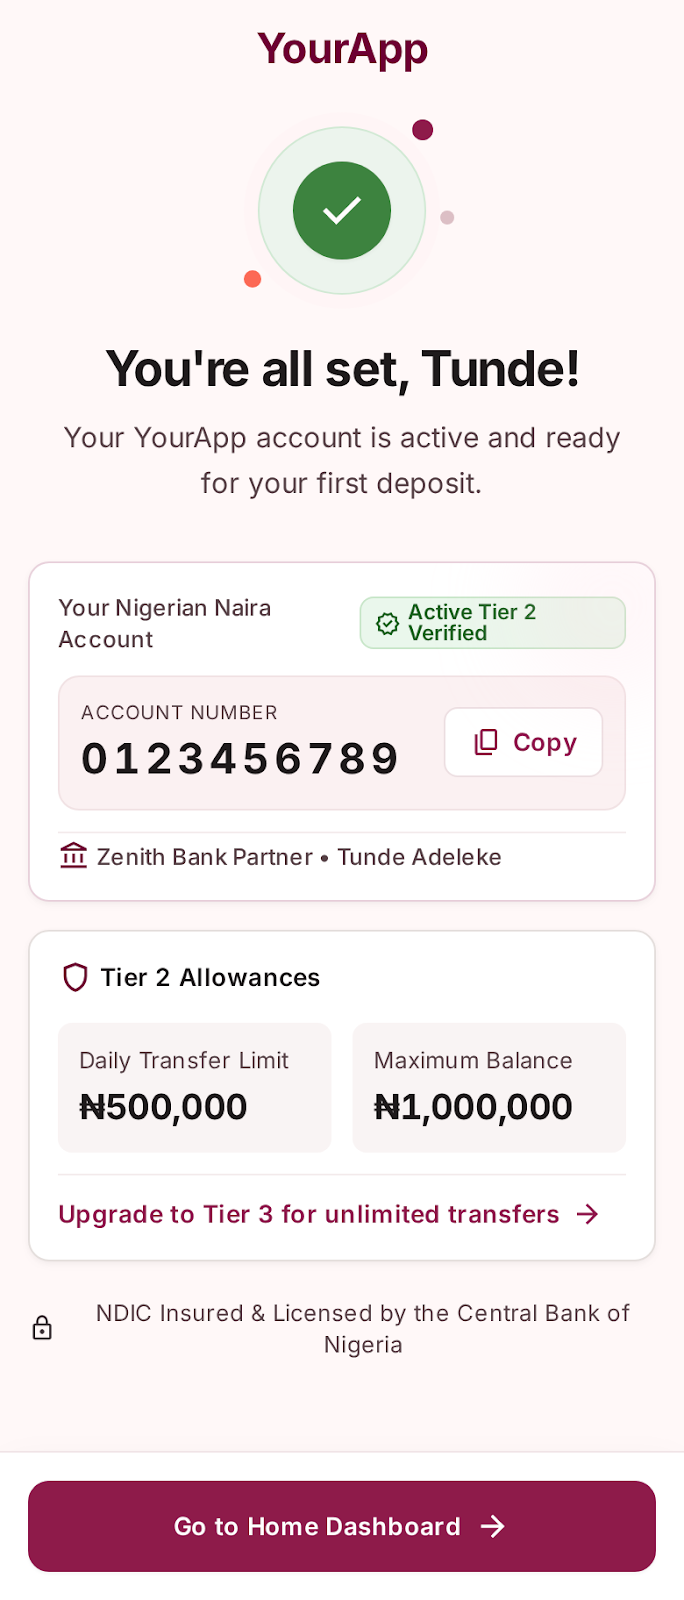 YourApp
You're all set, Tunde!
Your YourApp account is active and ready
for your first deposit.
Your Nigerian Naira
Account
Active Tier 2
Verified
ACCOUNT NUMBER
0123456789
Copy
Zenith Bank Partner • Tunde Adeleke
Tier 2 Allowances
Daily Transfer Limit
₦500,000
Maximum Balance
₦1,000,000
Upgrade to Tier 3 for unlimited transfers →
NDIC Insured & Licensed by the Central Bank of
Nigeria
Go to Home Dashboard →